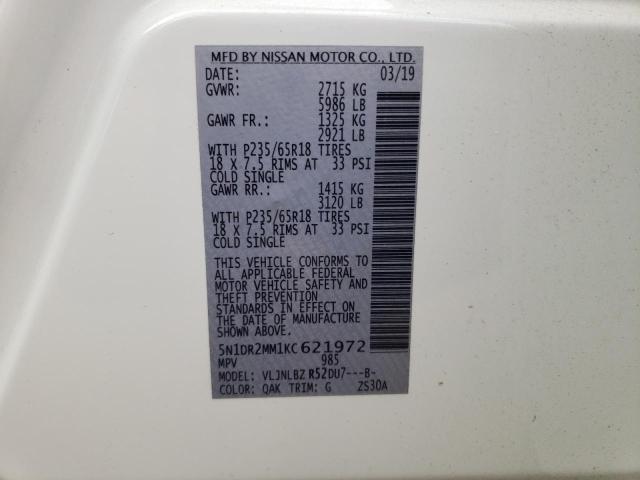 MFD BY NISSAN MOTOR CO., LTD.
DATE: 03/19
GVWR: 2715 KG
5986 LB
GAWR FR.: 1325 KG
2921 LB
WITH P235/65R18 TIRES
18 X 7.5 RIMS AT 33 PSI
COLD SINGLE
GAWR RR.: 1415 KG
3120 LB
WITH P235/65R18 TIRES
18 X 7.5 RIMS AT 33 PSI
COLD SINGLE
THIS VEHICLE CONFORMS TO
ALL APPLICABLE FEDERAL
MOTOR VEHICLE SAFETY AND
THEFT PREVENTION
STANDARDS IN EFFECT ON
THE DATE OF MANUFACTURE
SHOWN ABOVE.
5N1DR2MM1KC621972
MPV 985
MODEL: VLJNLBZ R52DU7---B-
COLOR: QAK TRIM: G ZS30A